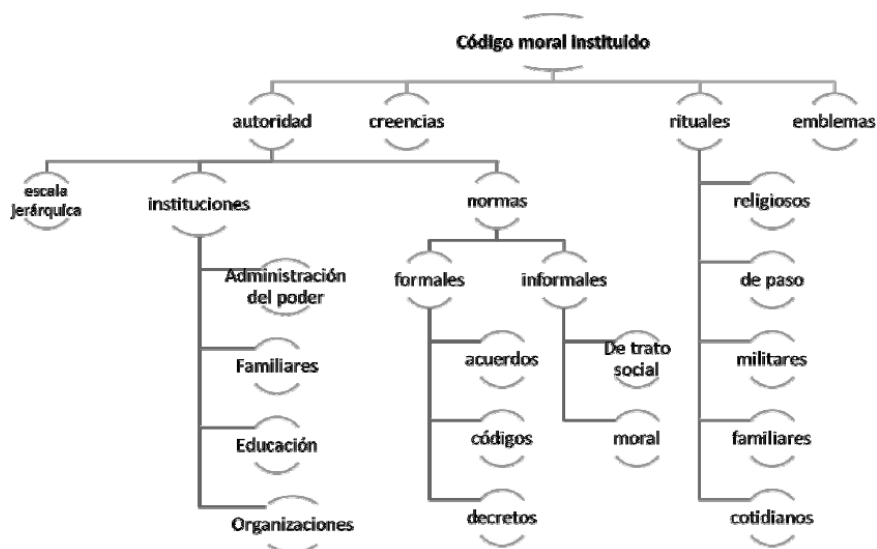 Código moral instituido
autoridad
creencias
rituales
emblemas
escala
jerárquica
instituciones
normas
religiosos
Administración
del poder
formales
informales
de paso
Familiares
acuerdos
De trato
social
militares
Educación
códigos
moral
familiares
Organizaciones
decretos
cotidianos